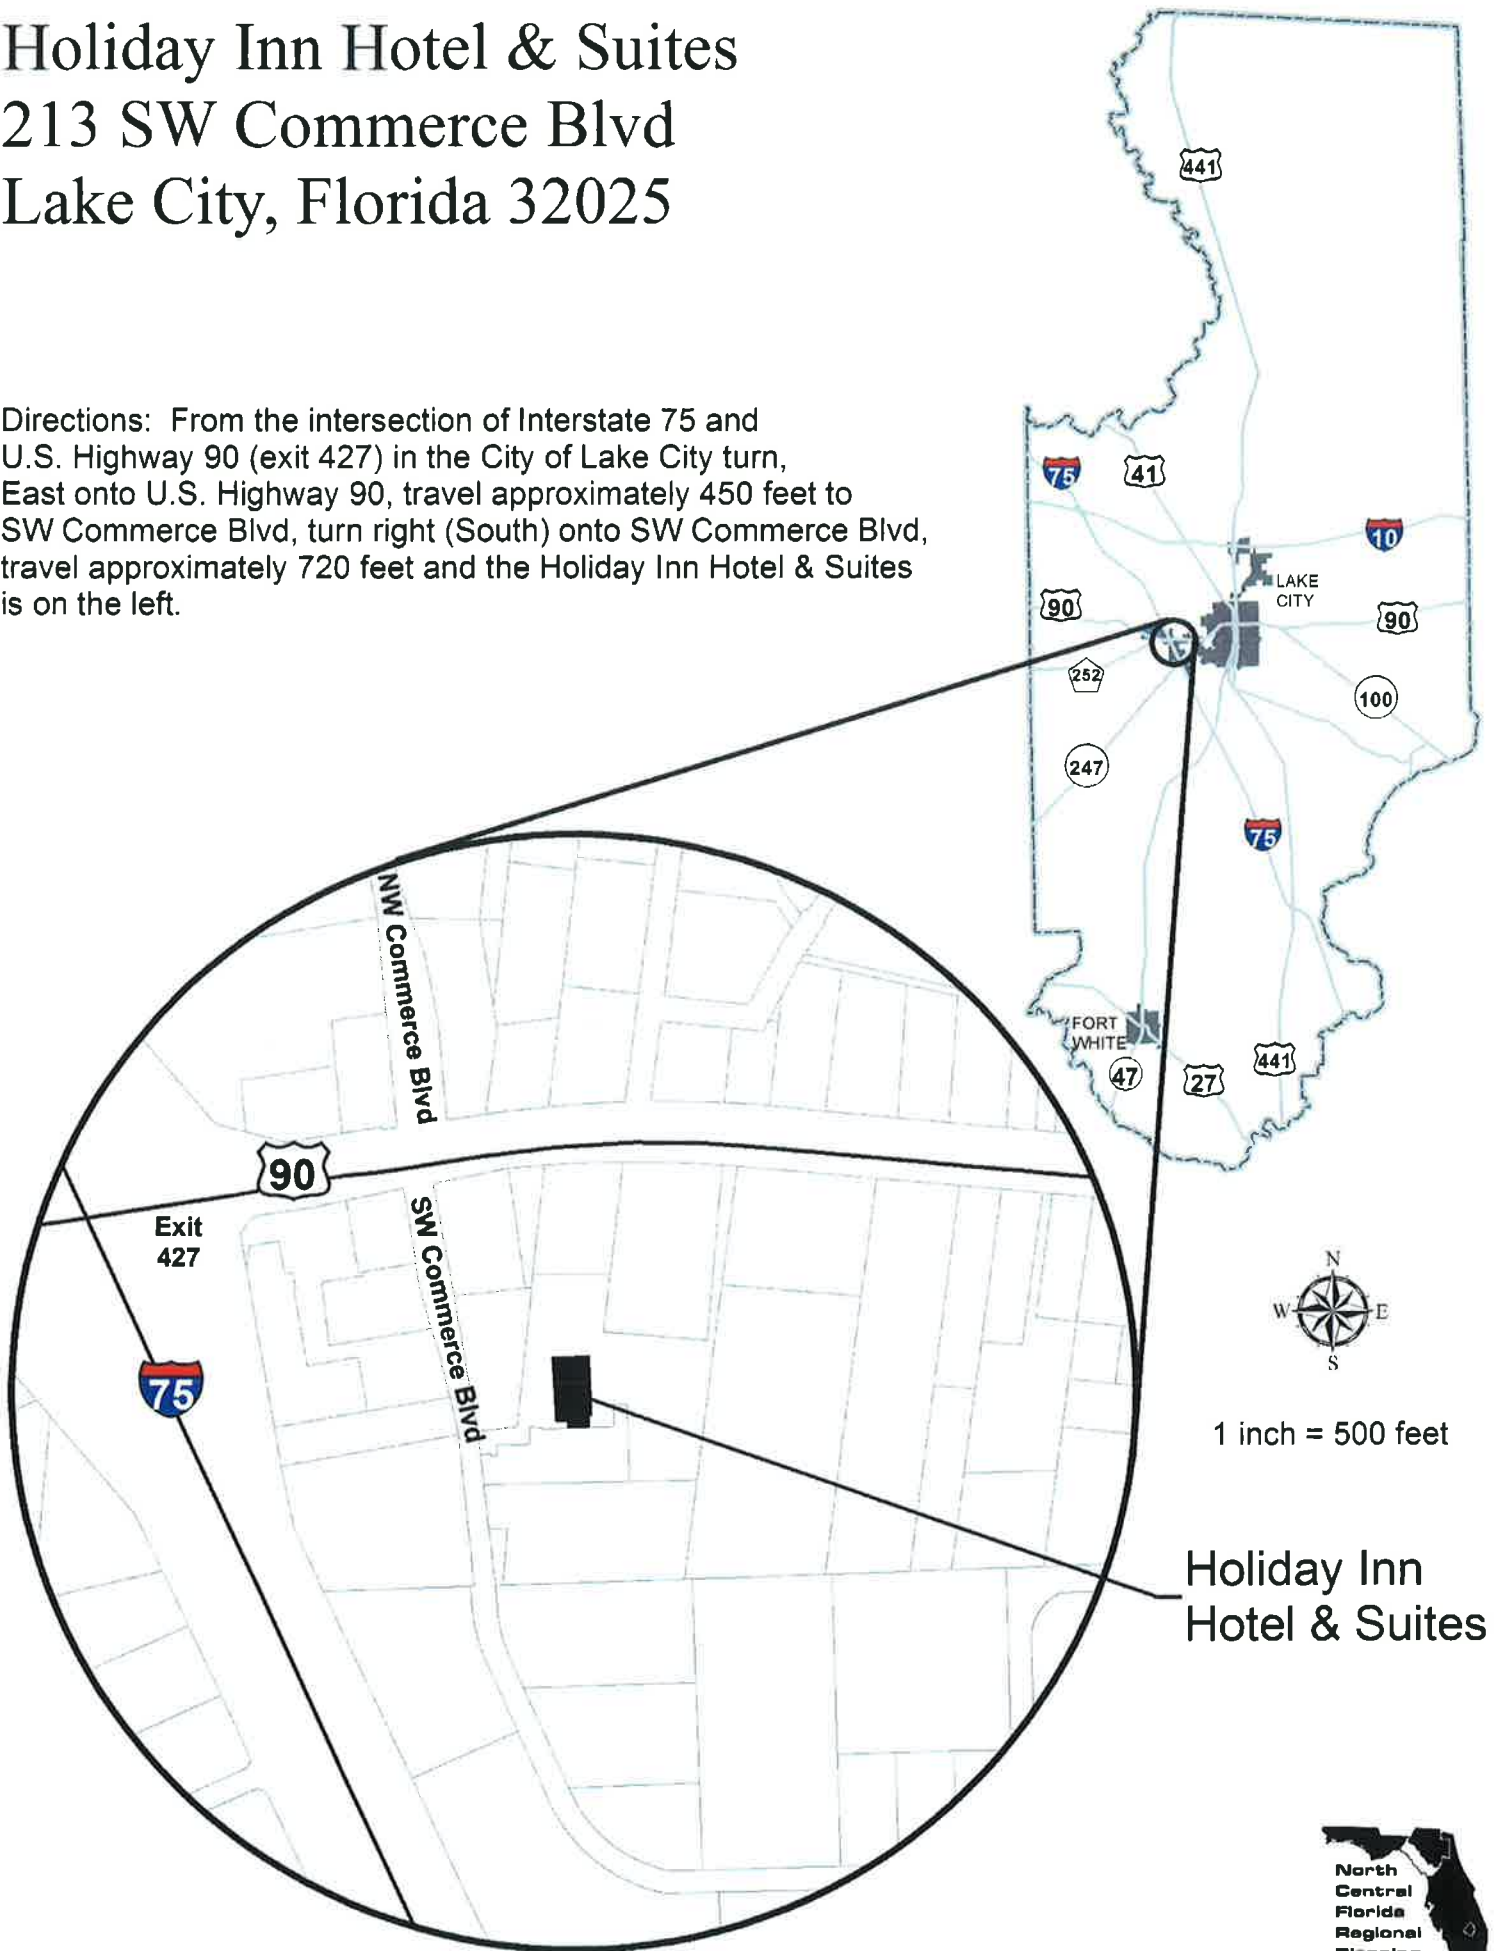 Holiday Inn Hotel & Suites
213 SW Commerce Blvd
Lake City, Florida 32025
Directions: From the intersection of Interstate 75 and
U.S. Highway 90 (exit 427) in the City of Lake City turn,
East onto U.S. Highway 90, travel approximately 450 feet to
SW Commerce Blvd, turn right (South) onto SW Commerce Blvd,
travel approximately 720 feet and the Holiday Inn Hotel & Suites
is on the left.
441
75
41
10
LAKE
CITY
90
90
252
100
247
75
FORT
WHITE
47
27
441
NW Commerce Blvd
90
Exit
427
SW Commerce Blvd
75
N
W
E
S
1 inch = 500 feet
Holiday Inn
Hotel & Suites
North
Central
Florida
Regional